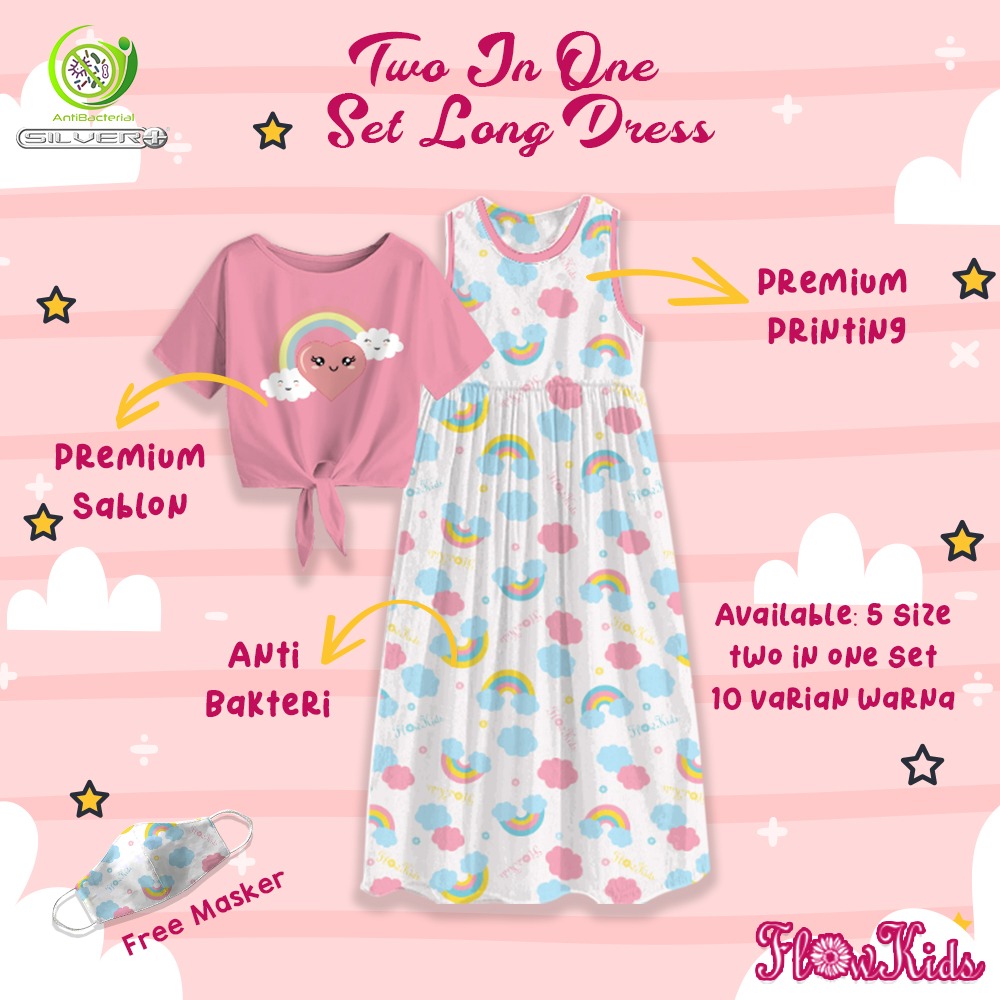 AntiBacterial
SILVER+
Two In One
Set Long Dress
Premium
Printing
Premium
Sablon
Anti
Bakteri
Available: 5 Size
Two in one set
10 varian warna
Free Masker
FlowKids